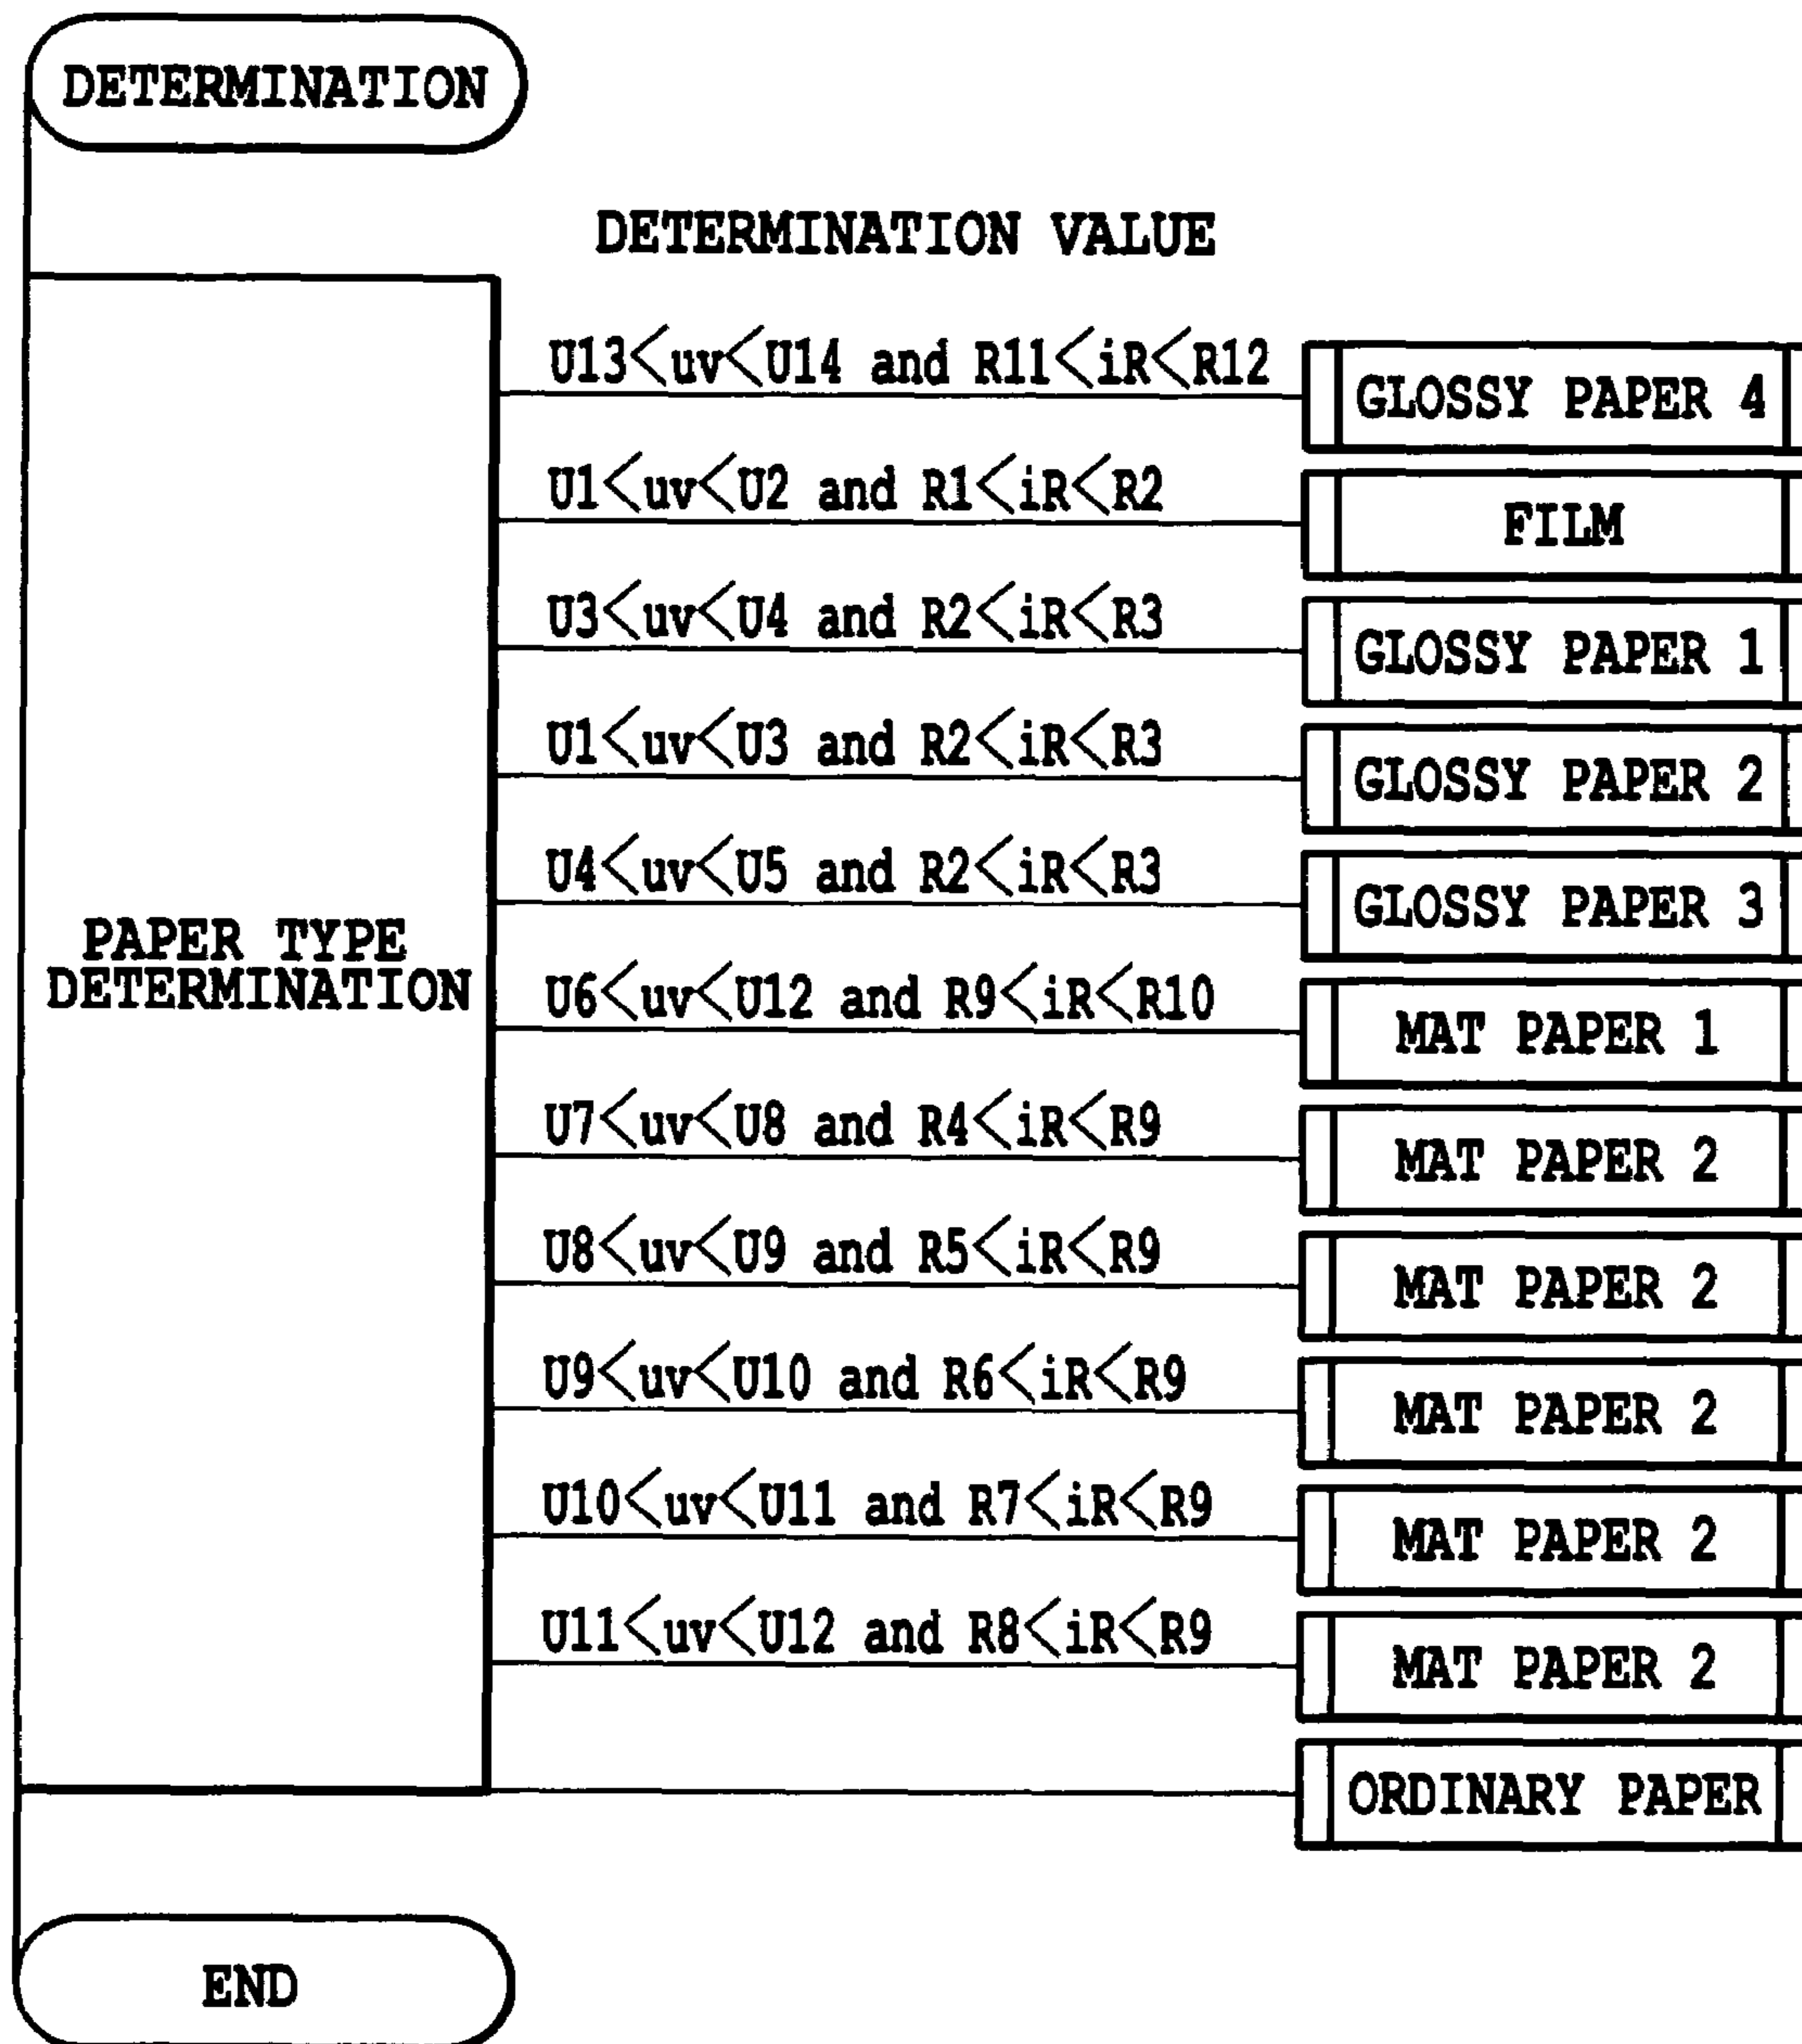 DETERMINATION
DETERMINATION VALUE
PAPER TYPE
DETERMINATION
U13<uv<U14 and R11<iR<R12
GLOSSY PAPER 4
U1<uv<U2 and R1<iR<R2
FILM
U3<uv<U4 and R2<iR<R3
GLOSSY PAPER 1
U1<uv<U3 and R2<iR<R3
GLOSSY PAPER 2
U4<uv<U5 and R2<iR<R3
GLOSSY PAPER 3
U6<uv<U12 and R9<iR<R10
MAT PAPER 1
U7<uv<U8 and R4<iR<R9
MAT PAPER 2
U8<uv<U9 and R5<iR<R9
MAT PAPER 2
U9<uv<U10 and R6<iR<R9
MAT PAPER 2
U10<uv<U11 and R7<iR<R9
MAT PAPER 2
U11<uv<U12 and R8<iR<R9
MAT PAPER 2
ORDINARY PAPER
END